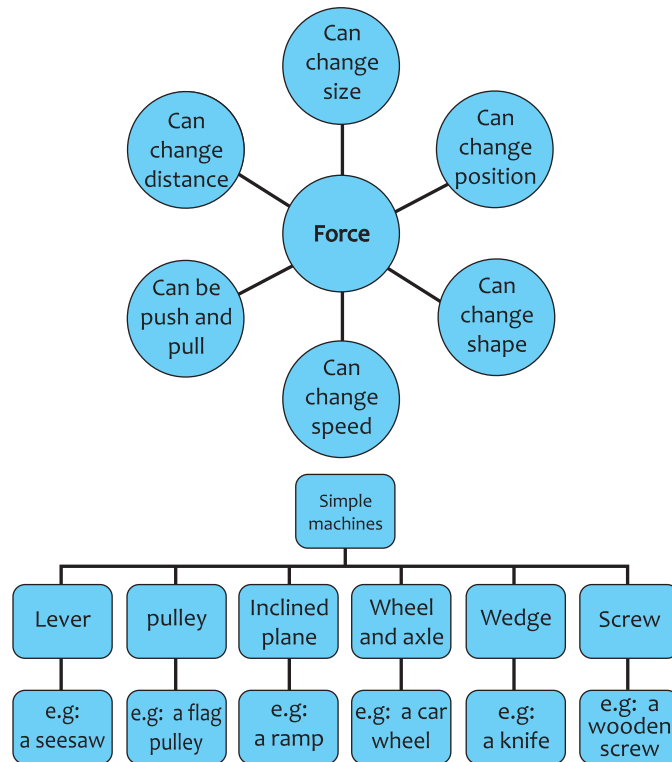 Can
change
size
Can
change
distance
Can
change
position
Force
Can be
push and
pull
Can
change
shape
Can
change
speed
Simple
machines
Lever
pulley
Inclined
plane
Wheel
and axle
Wedge
Screw
e.g:
a seesaw
e.g: a flag
pulley
e.g:
a ramp
e.g: a car
wheel
e.g:
a knife
e.g: a
wooden
screw